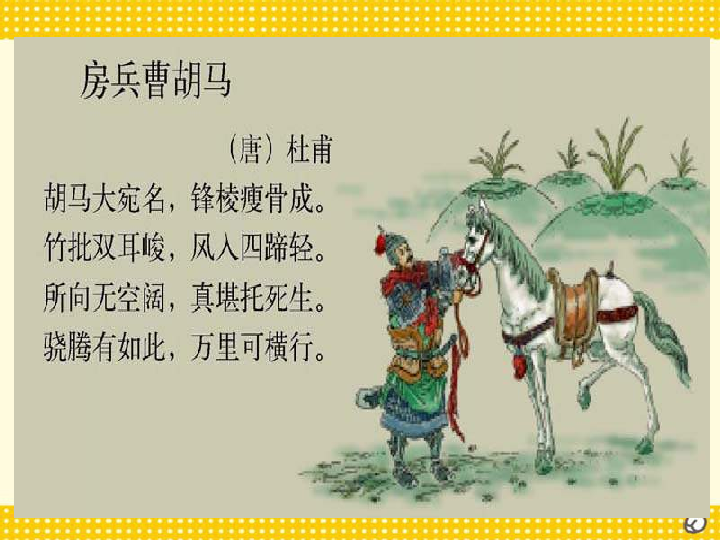 房兵曹胡马
（唐）杜甫
胡马大宛名，锋棱瘦骨成。
竹批双耳峻，风入四蹄轻。
所向无空阔，真堪托死生。
骁腾有如此，万里可横行。